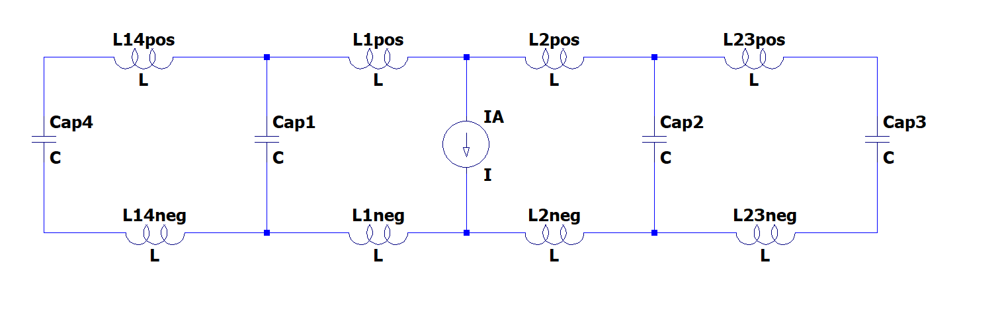 L14pos
L1pos
L2pos
L23pos
L
L
L
L
Cap4
Cap1
IA
Cap2
Cap3
C
C
I
C
C
L14neg
L1neg
L2neg
L23neg
L
L
L
L